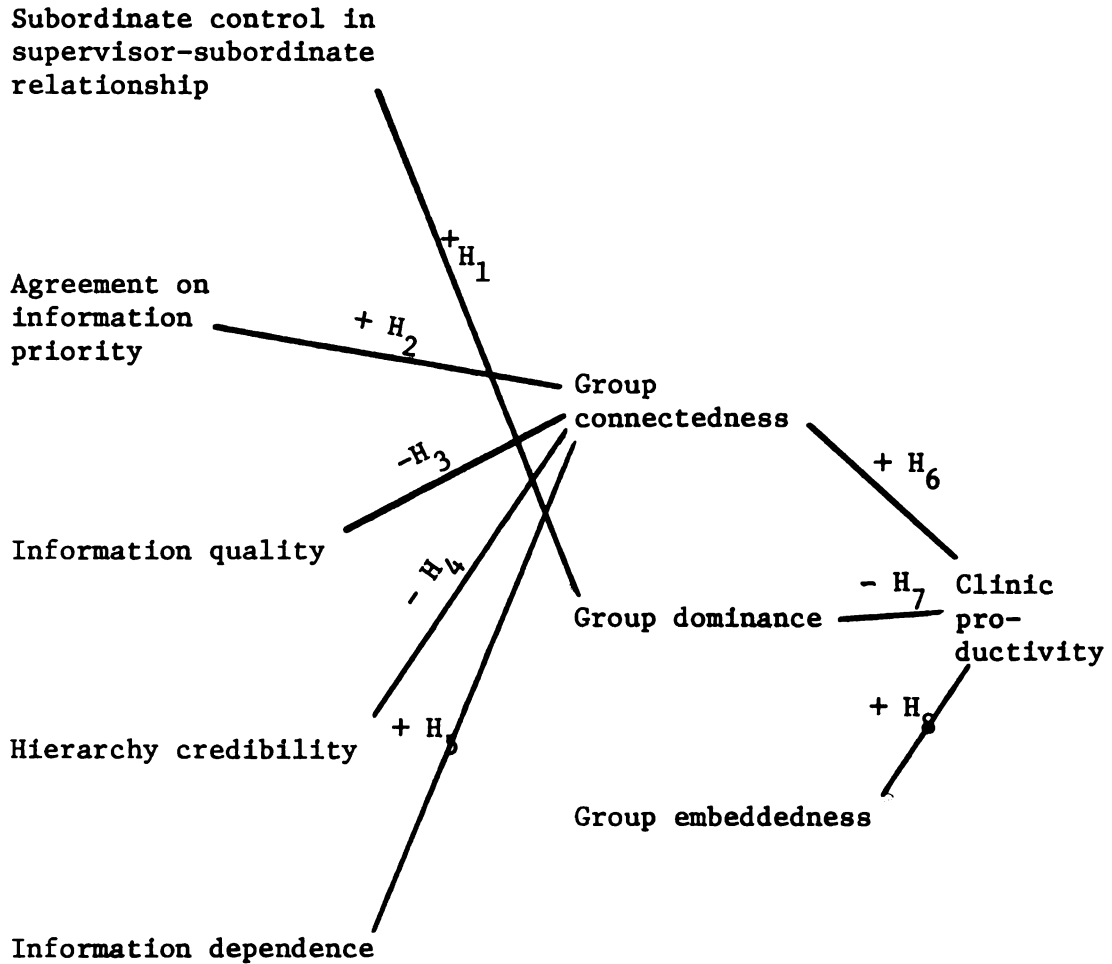 Subordinate control in
supervisor-subordinate
relationship
+H1
Agreement on
information
priority
+ H2
Group
connectedness
-H3
+ H6
Information quality
- H4
- H7
Clinic
pro-
ductivity
Group dominance
+ H8
+ H5
Hierarchy credibility
Group embeddedness
Information dependence